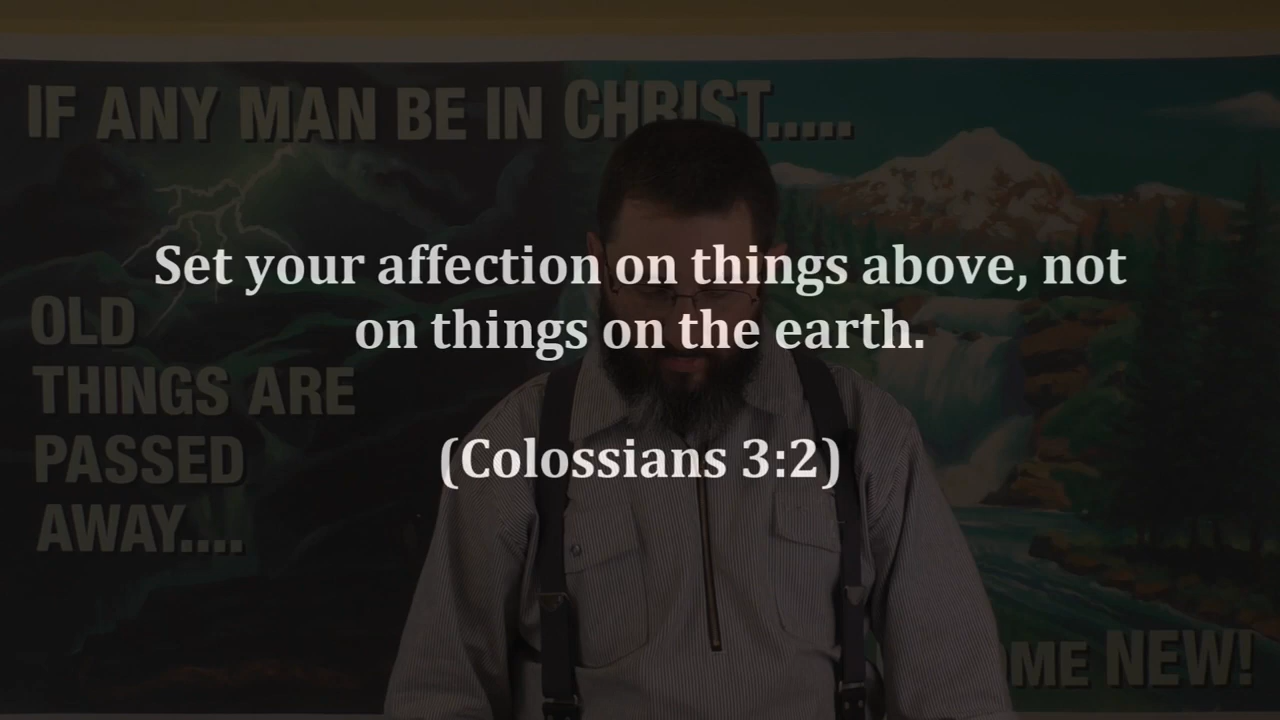 IF ANY MAN BE IN CHRIST.....
Set your affection on things above, not
on things on the earth.
(Colossians 3:2)
OLD
THINGS ARE
PASSED
AWAY....
OME NEW!